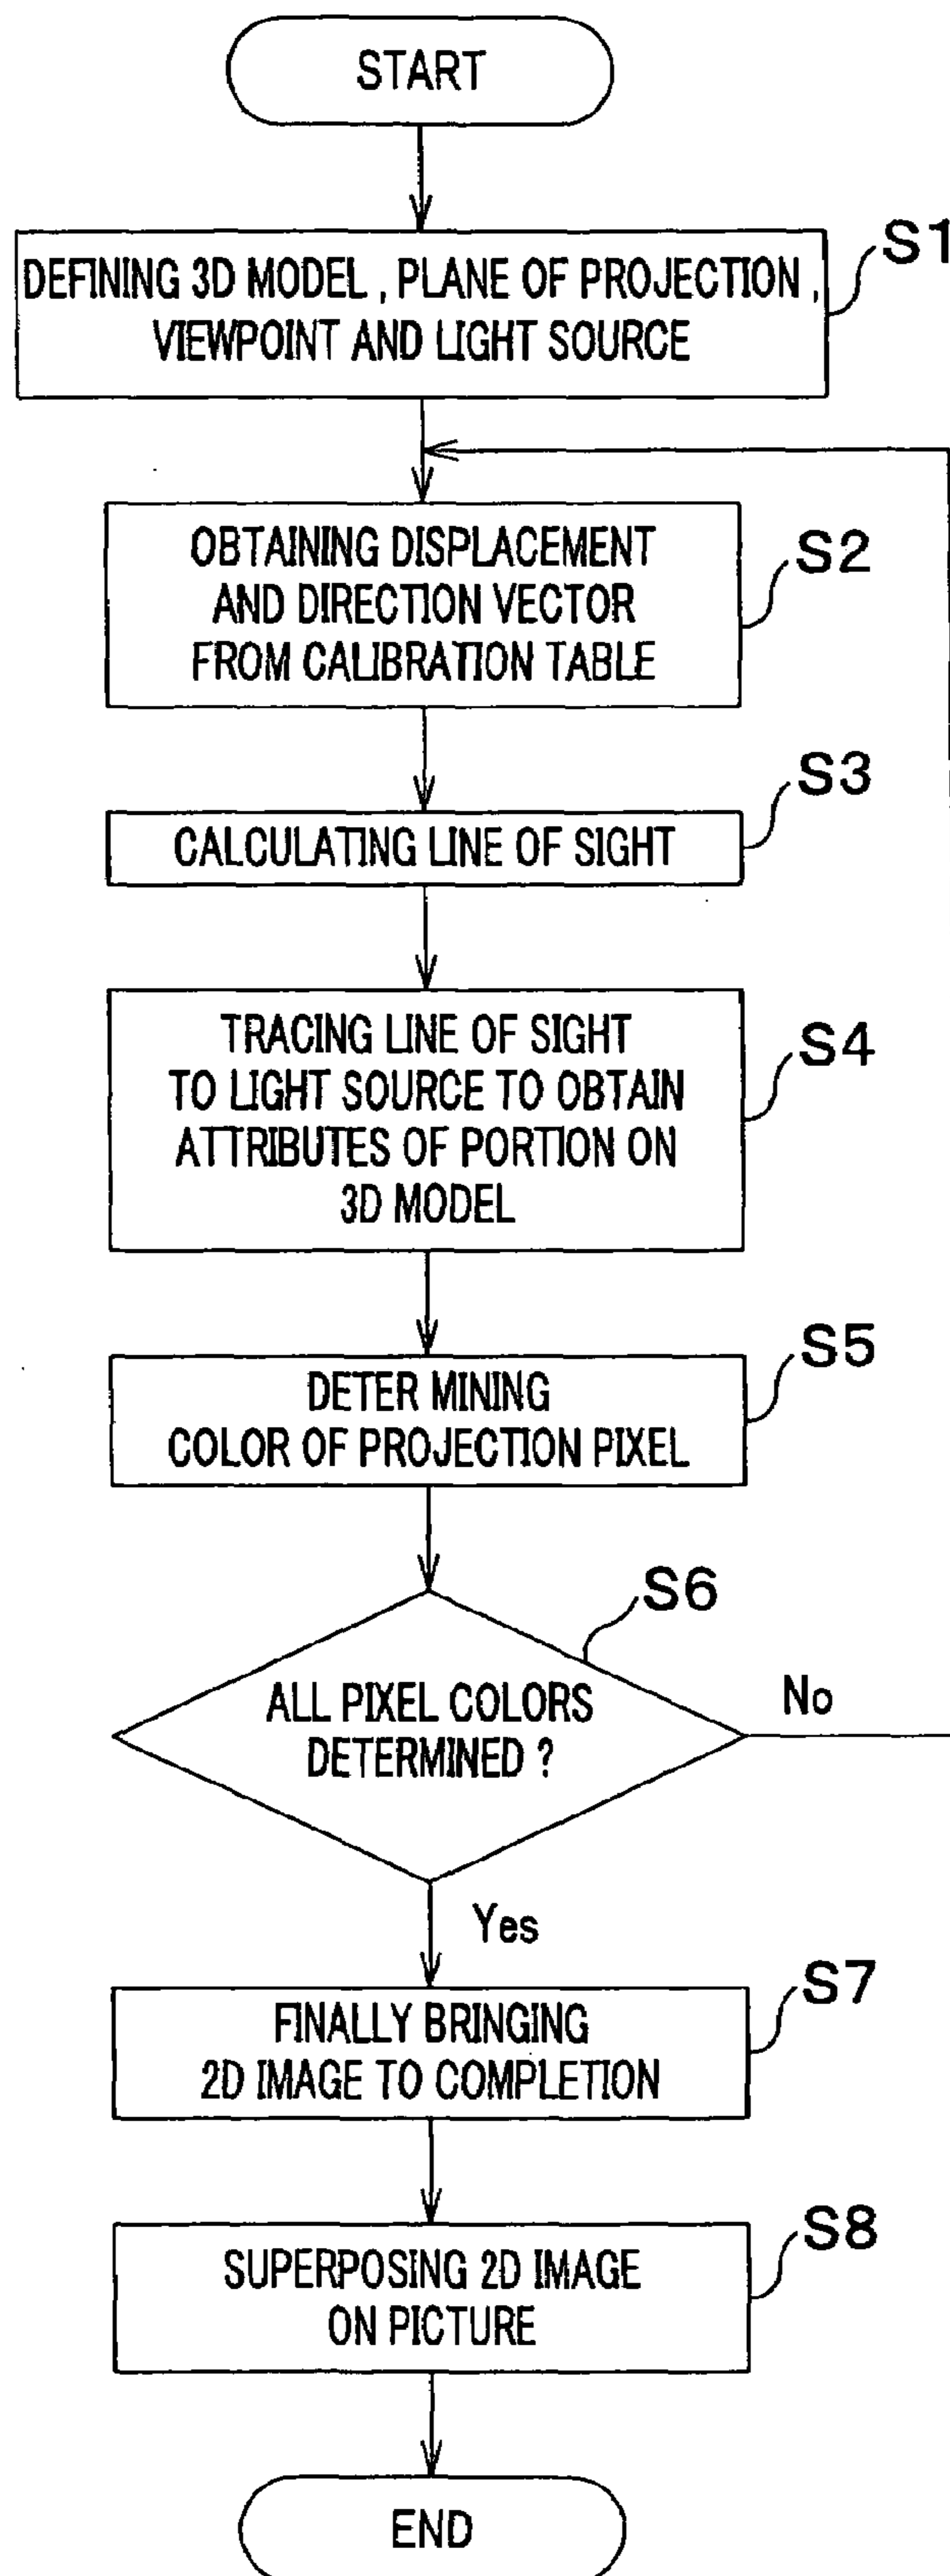 START
S1
DEFINING 3D MODEL , PLANE OF PROJECTION ,
VIEWPOINT AND LIGHT SOURCE
S2
OBTAINING DISPLACEMENT
AND DIRECTION VECTOR
FROM CALIBRATION TABLE
S3
CALCULATING LINE OF SIGHT
S4
TRACING LINE OF SIGHT
TO LIGHT SOURCE TO OBTAIN
ATTRIBUTES OF PORTION ON
3D MODEL
S5
DETER MINING
COLOR OF PROJECTION PIXEL
S6
ALL PIXEL COLORS
DETERMINED ?
No
Yes
S7
FINALLY BRINGING
2D IMAGE TO COMPLETION
S8
SUPERPOSING 2D IMAGE
ON PICTURE
END